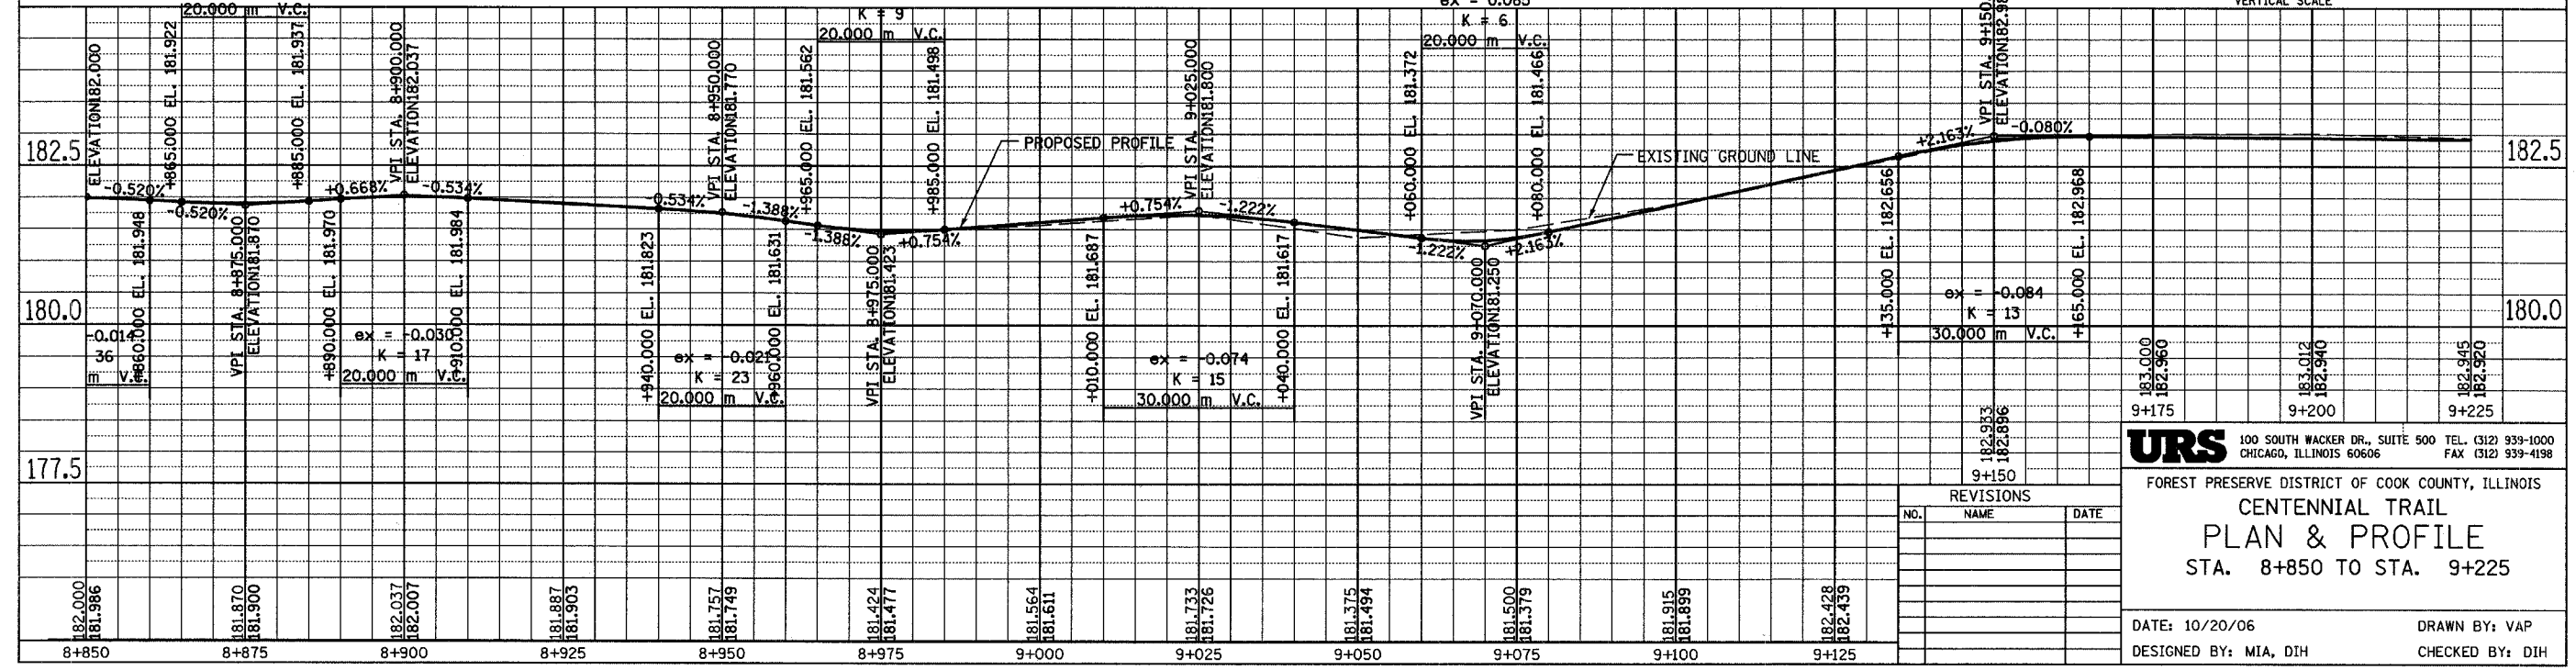 20.000 m V.C.
K = 9
20.000 m V.C.
K = 6
20.000 m V.C.
VERTICAL SCALE
ELEVATION182.000
+865.000 EL. 181.922
+885.000 EL. 181.937
VPI STA. 8+900.000
ELEVATION182.037
VPI STA. 8+950.000
ELEVATION181.770
+965.000 EL. 181.562
+985.000 EL. 181.498
VPI STA. 9+025.000
ELEVATION181.800
+060.000 EL. 181.372
+080.000 EL. 181.466
VPI STA. 9+150
182.5
-0.520%
-0.520%
+0.668%
-0.534%
-0.534%
-1.388%
-1.388%
+0.754%
PROPOSED PROFILE
+0.754%
-1.222%
-1.222%
+2.163%
EXISTING GROUND LINE
+2.163%
-0.080%
182.5
180.0
-0.014
36
m V.C.
+860.000 EL. 181.948
VPI STA. 8+875.000
ELEVATION181.870
+890.000 EL. 181.970
ex = -0.030
K = 17
20.000 m V.C.
+910.000 EL. 181.984
+940.000 EL. 181.823
ex = -0.021
K = 23
20.000 m V.C.
+960.000 EL. 181.631
VPI STA. 8+975.000
ELEVATION181.423
+010.000 EL. 181.687
ex = -0.074
K = 15
30.000 m V.C.
+040.000 EL. 181.617
VPI STA. 9+070.000
ELEVATION181.250
+135.000 EL. 182.656
ex = -0.084
K = 13
30.000 m V.C.
+165.000 EL. 182.968
180.0
183.000
182.960
9+175
183.012
182.940
9+200
182.945
182.920
9+225
182.933
182.896
9+150
177.5
182.000
181.986
8+850
181.870
181.900
8+875
182.037
182.007
8+900
181.887
181.903
8+925
181.757
181.749
8+950
181.424
181.477
8+975
181.564
181.611
9+000
181.733
181.726
9+025
181.375
181.494
9+050
181.500
181.379
9+075
181.915
181.899
9+100
182.428
182.439
9+125
REVISIONS
NO. NAME DATE
URS
100 SOUTH WACKER DR., SUITE 500 TEL. (312) 939-1000
CHICAGO, ILLINOIS 60606 FAX (312) 939-4198
FOREST PRESERVE DISTRICT OF COOK COUNTY, ILLINOIS
CENTENNIAL TRAIL
PLAN & PROFILE
STA. 8+850 TO STA. 9+225
DATE: 10/20/06 DRAWN BY: VAP
DESIGNED BY: MIA, DIH CHECKED BY: DIH